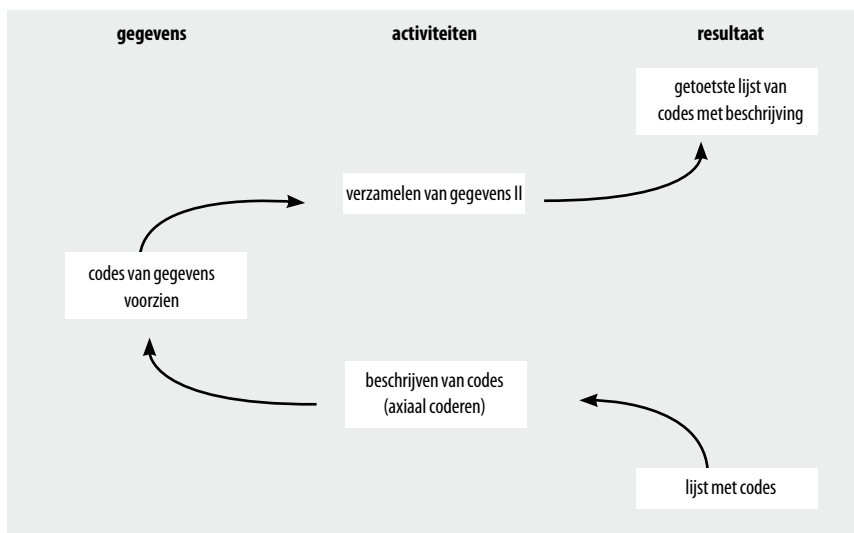 gegevens activiteiten resultaat
getoetste lijst van
codes met beschrijving
verzamelen van gegevens II
codes van gegevens
voorzien
beschrijven van codes
(axiaal coderen)
lijst met codes